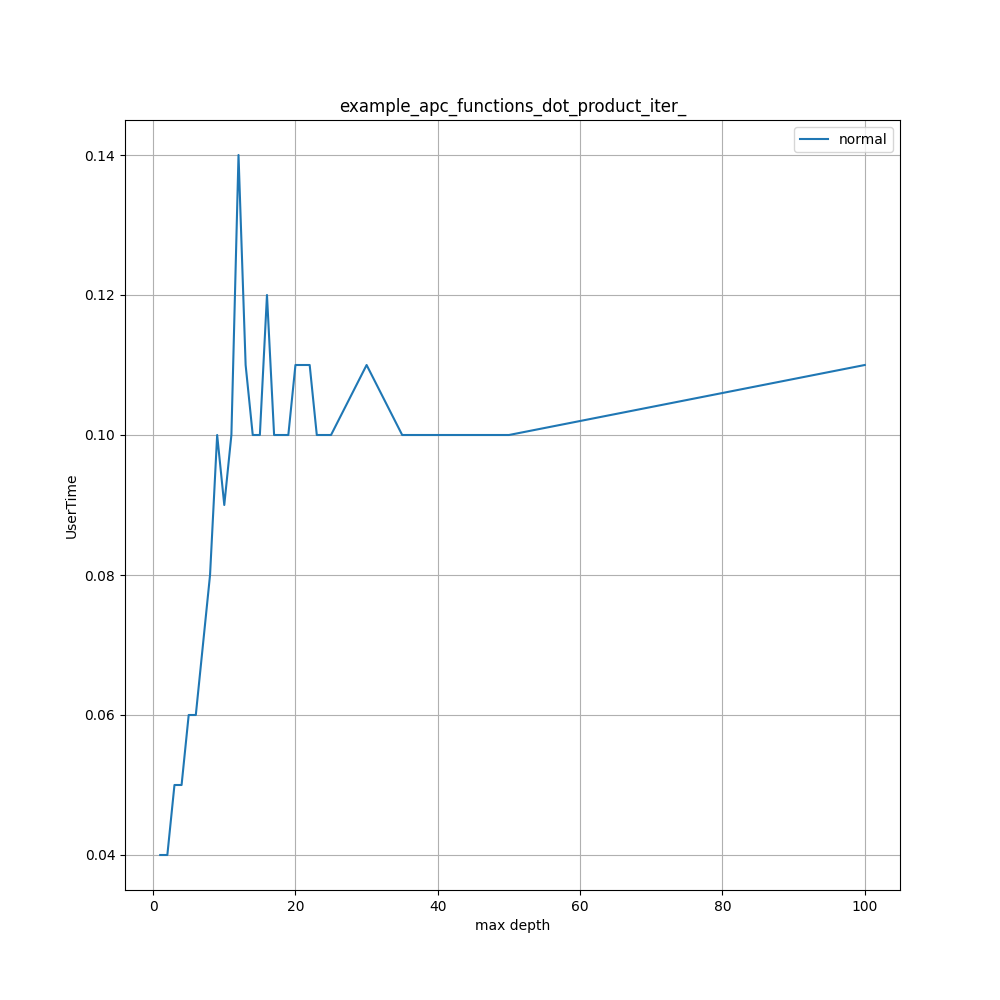 example_apc_functions_dot_product_iter_
normal
0.14
0.12
0.10
0.08
0.06
0.04
UserTime
0 20 40 60 80 100
max depth